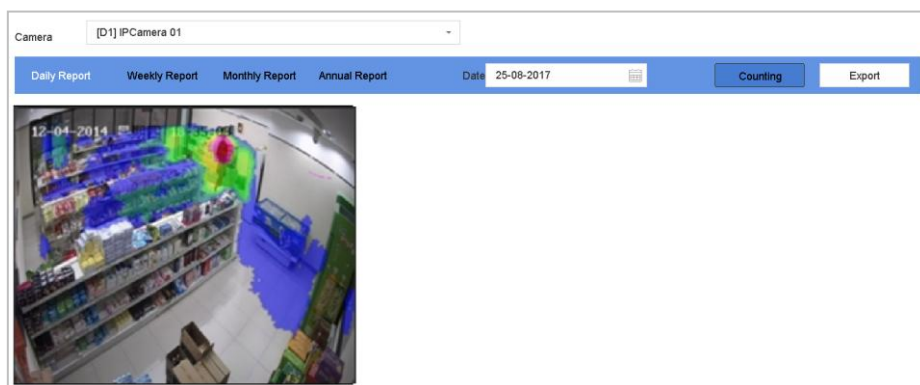 Camera
[D1] IPCamera 01
Daily Report Weekly Report Monthly Report Annual Report Date 25-08-2017 Counting Export
12-04-2014